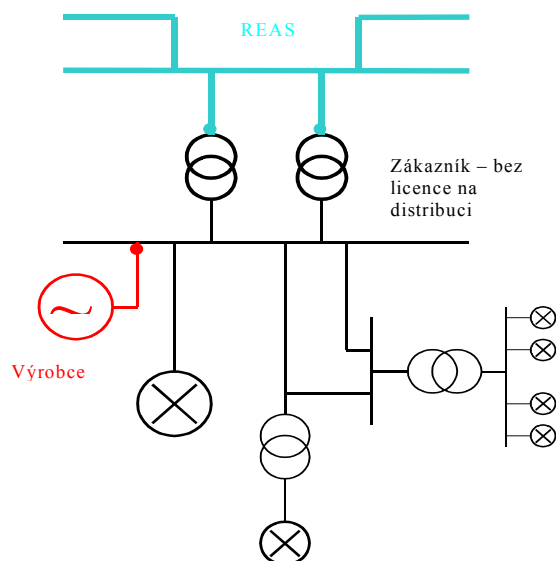 REAS
Zákazník – bez
licence na
distribuci
Výrobce